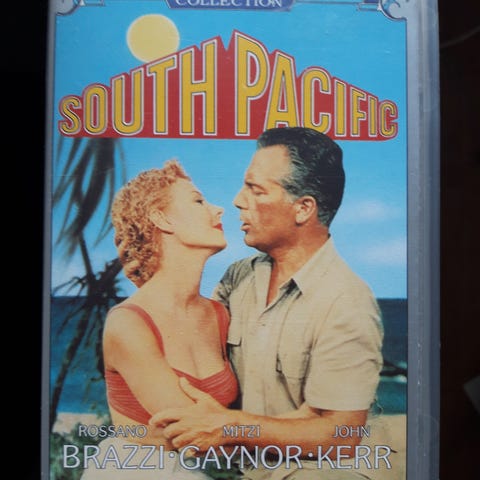 COLLECTION
SOUTH PACIFIC
ROSSANO MITZI JOHN
BRAZZI·GAYNOR·KERR